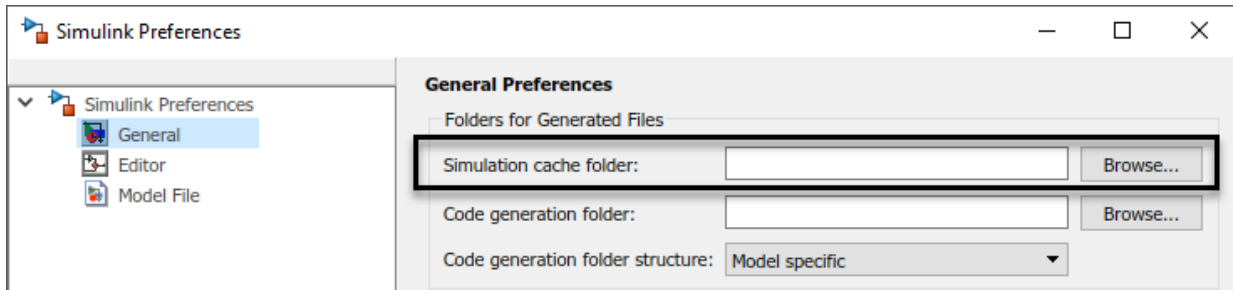 Simulink Preferences
Simulink Preferences
General
Editor
Model File
General Preferences
Folders for Generated Files
Simulation cache folder: Browse...
Code generation folder: Browse...
Code generation folder structure: Model specific